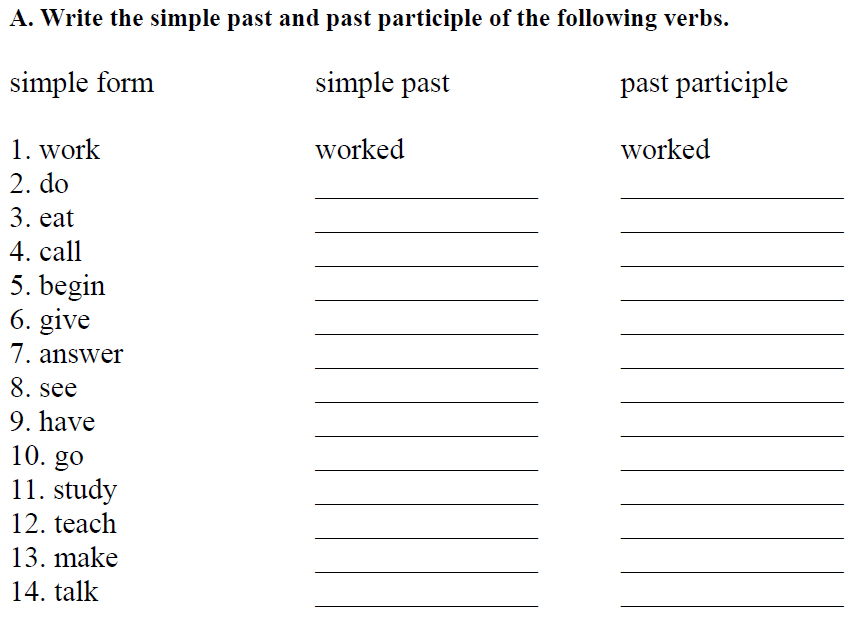 A. Write the simple past and past participle of the following verbs.
simple form simple past past participle
1. work worked worked
2. do
3. eat
4. call
5. begin
6. give
7. answer
8. see
9. have
10. go
11. study
12. teach
13. make
14. talk